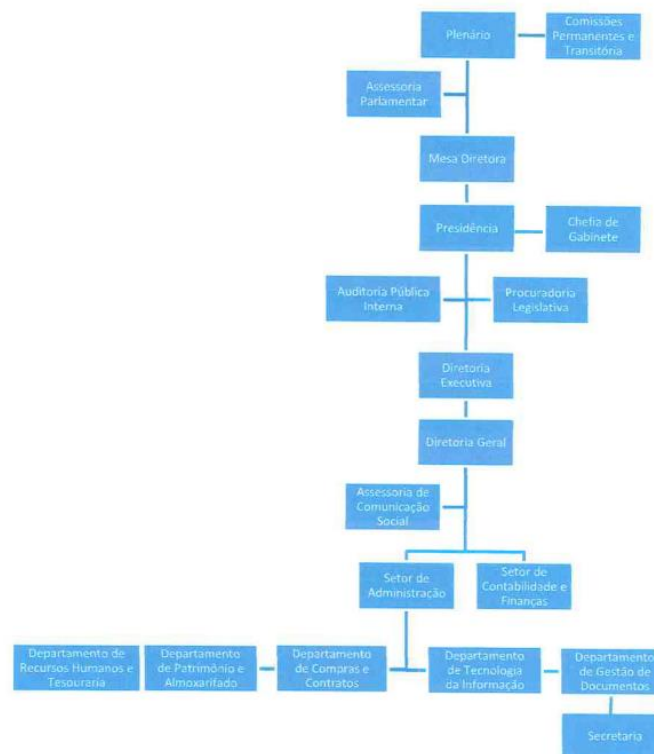 Plenário
Comissões
Permanentes e
Transitória
Assessoria
Parlamentar
Mesa Diretora
Presidência
Chefia de
Gabinete
Auditoria Pública
Interna
Procuradoria
Legislativa
Diretoria
Executiva
Diretoria Geral
Assessoria de
Comunicação
Social
Setor de
Administração
Setor de
Contabilidade e
Finanças
Departamento de
Recursos Humanos e
Tesouraria
Departamento
de Patrimônio e
Almoxarifado
Departamento
de Compras e
Contratos
Departamento
de Tecnologia
da Informação
Departamento
de Gestão de
Documentos
Secretaria